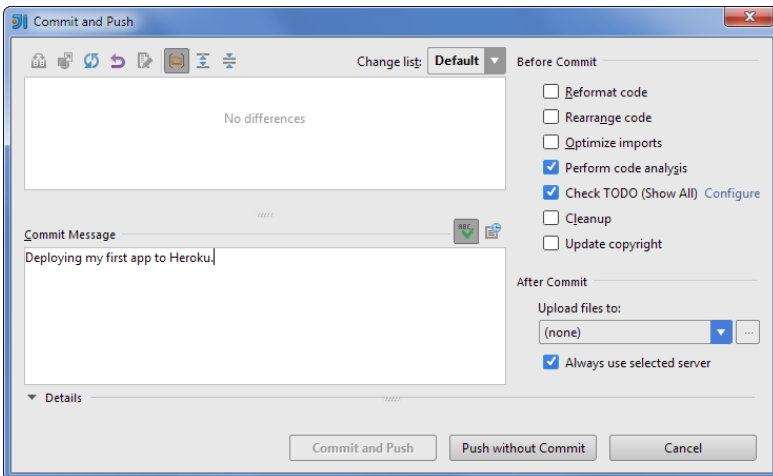 Commit and Push
Change list: Default
No differences
Commit Message
Deploying my first app to Heroku.
Details
Before Commit
Reformat code
Rearrange code
Optimize imports
Perform code analysis
Check TODO (Show All) Configure
Cleanup
Update copyright
After Commit
Upload files to:
(none)
...
Always use selected server
Commit and Push
Push without Commit
Cancel